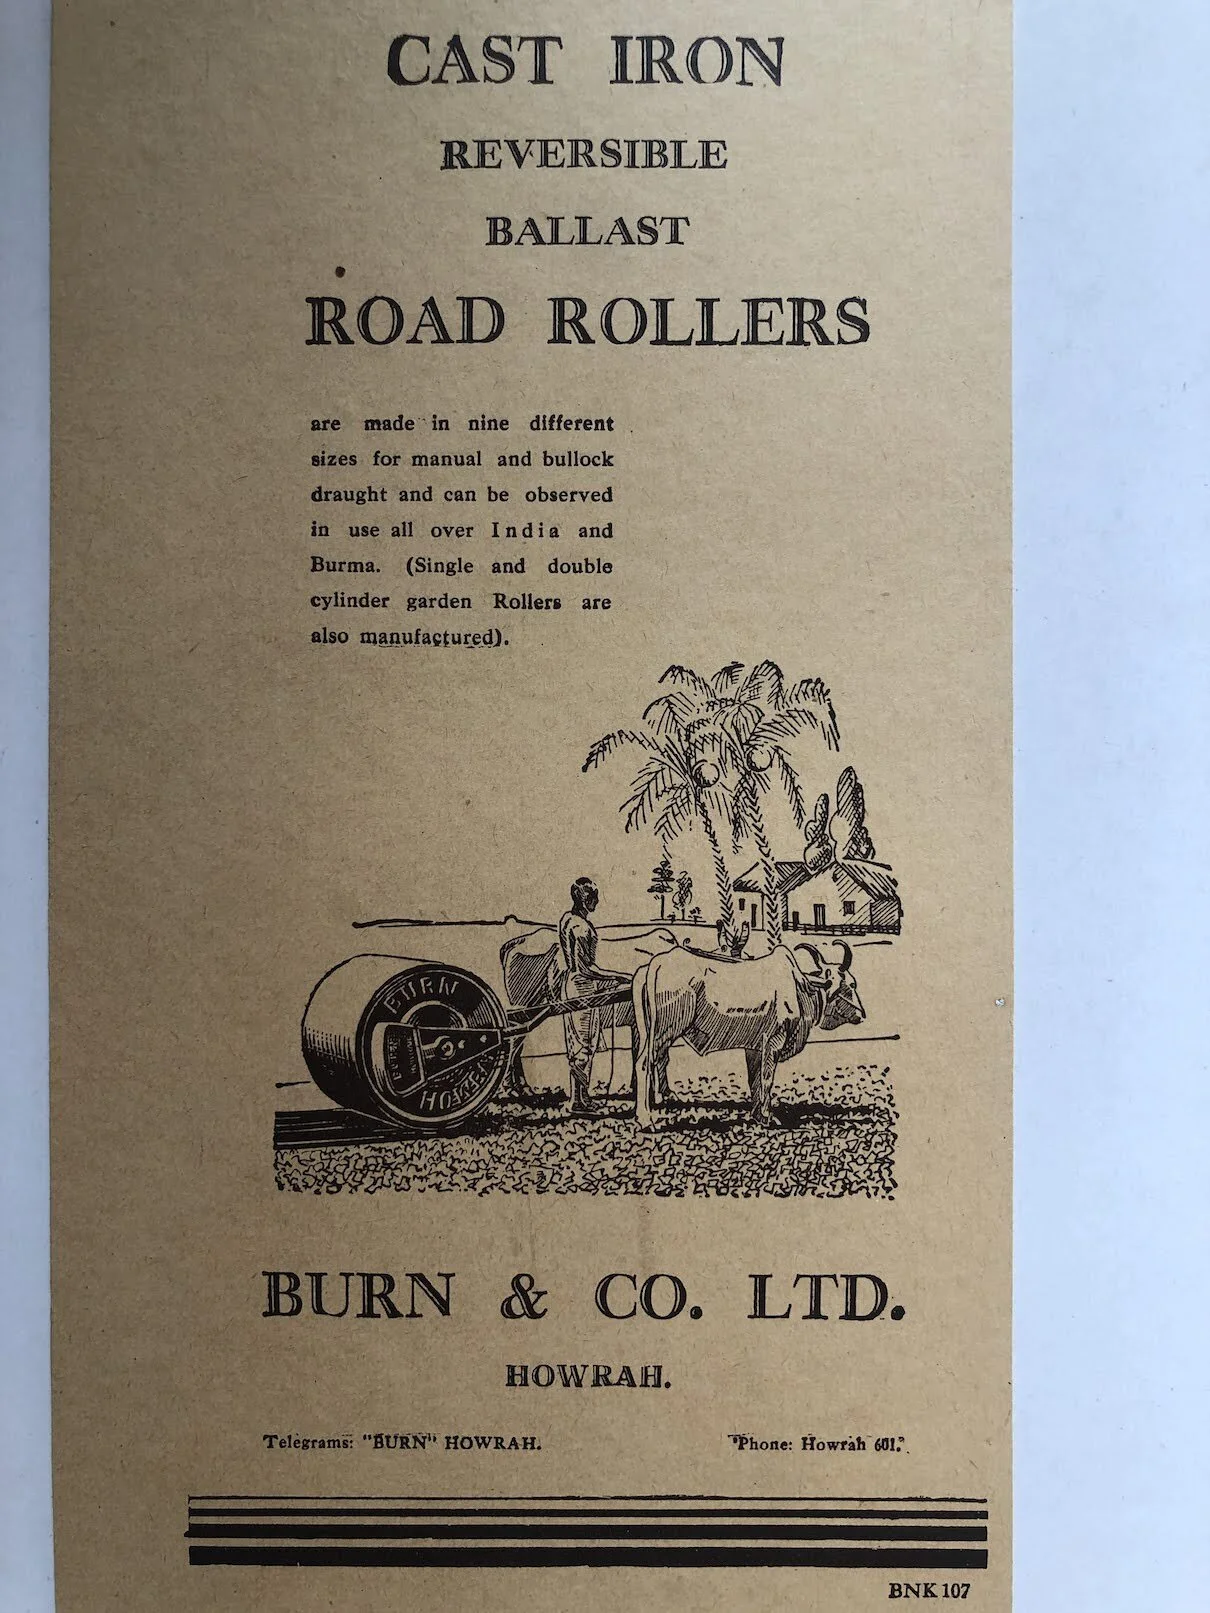 CAST IRON
REVERSIBLE
BALLAST
ROAD ROLLERS
are made in nine different
sizes for manual and bullock
draught and can be observed
in use all over India and
Burma. (Single and double
cylinder garden Rollers are
also manufactured).
BURN
HOWRAH
BURN & CO. LTD.
HOWRAH.
Telegrams: "BURN" HOWRAH.
'Phone: Howrah 601.
BNK 107